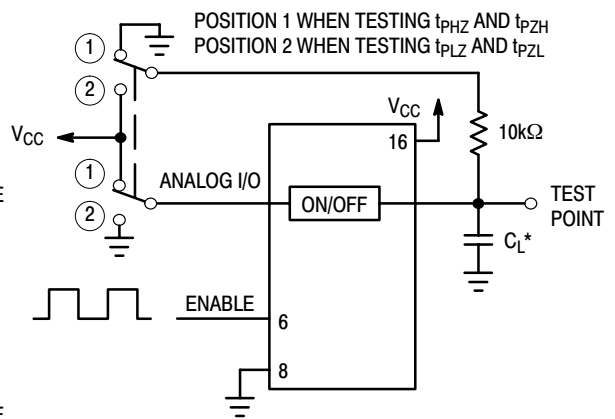 POSITION 1 WHEN TESTING tPHZ AND tPZH
POSITION 2 WHEN TESTING tPLZ AND tPZL
1
2
VCC
VCC
16
10kΩ
1
2
ANALOG I/O
ON/OFF
TEST
POINT
CL*
ENABLE
6
8
E
E